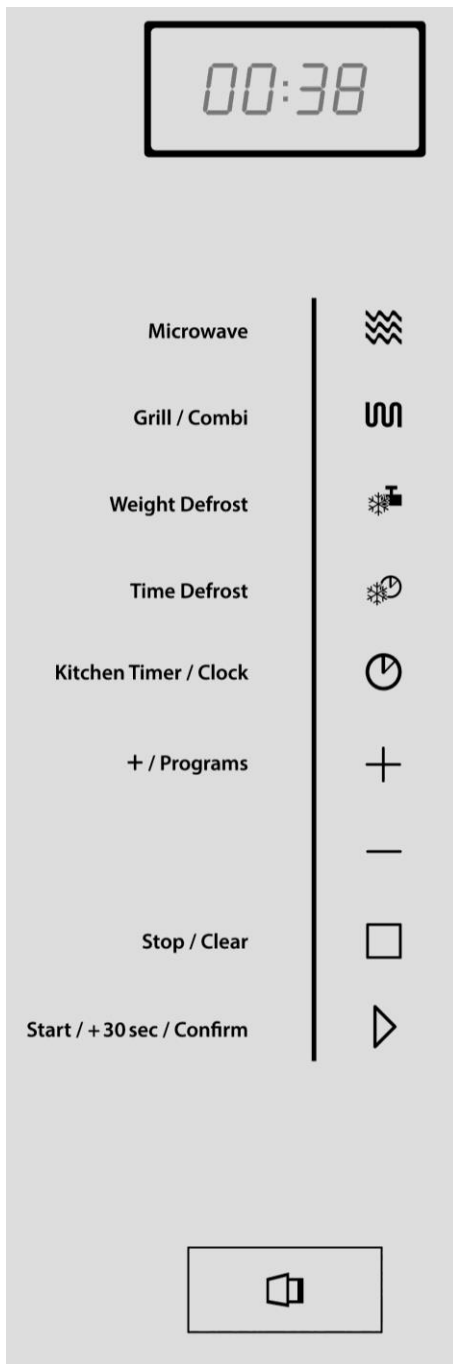 00:38
Microwave
Grill / Combi
Weight Defrost
Time Defrost
Kitchen Timer / Clock
+ / Programs
Stop / Clear
Start / + 30 sec / Confirm